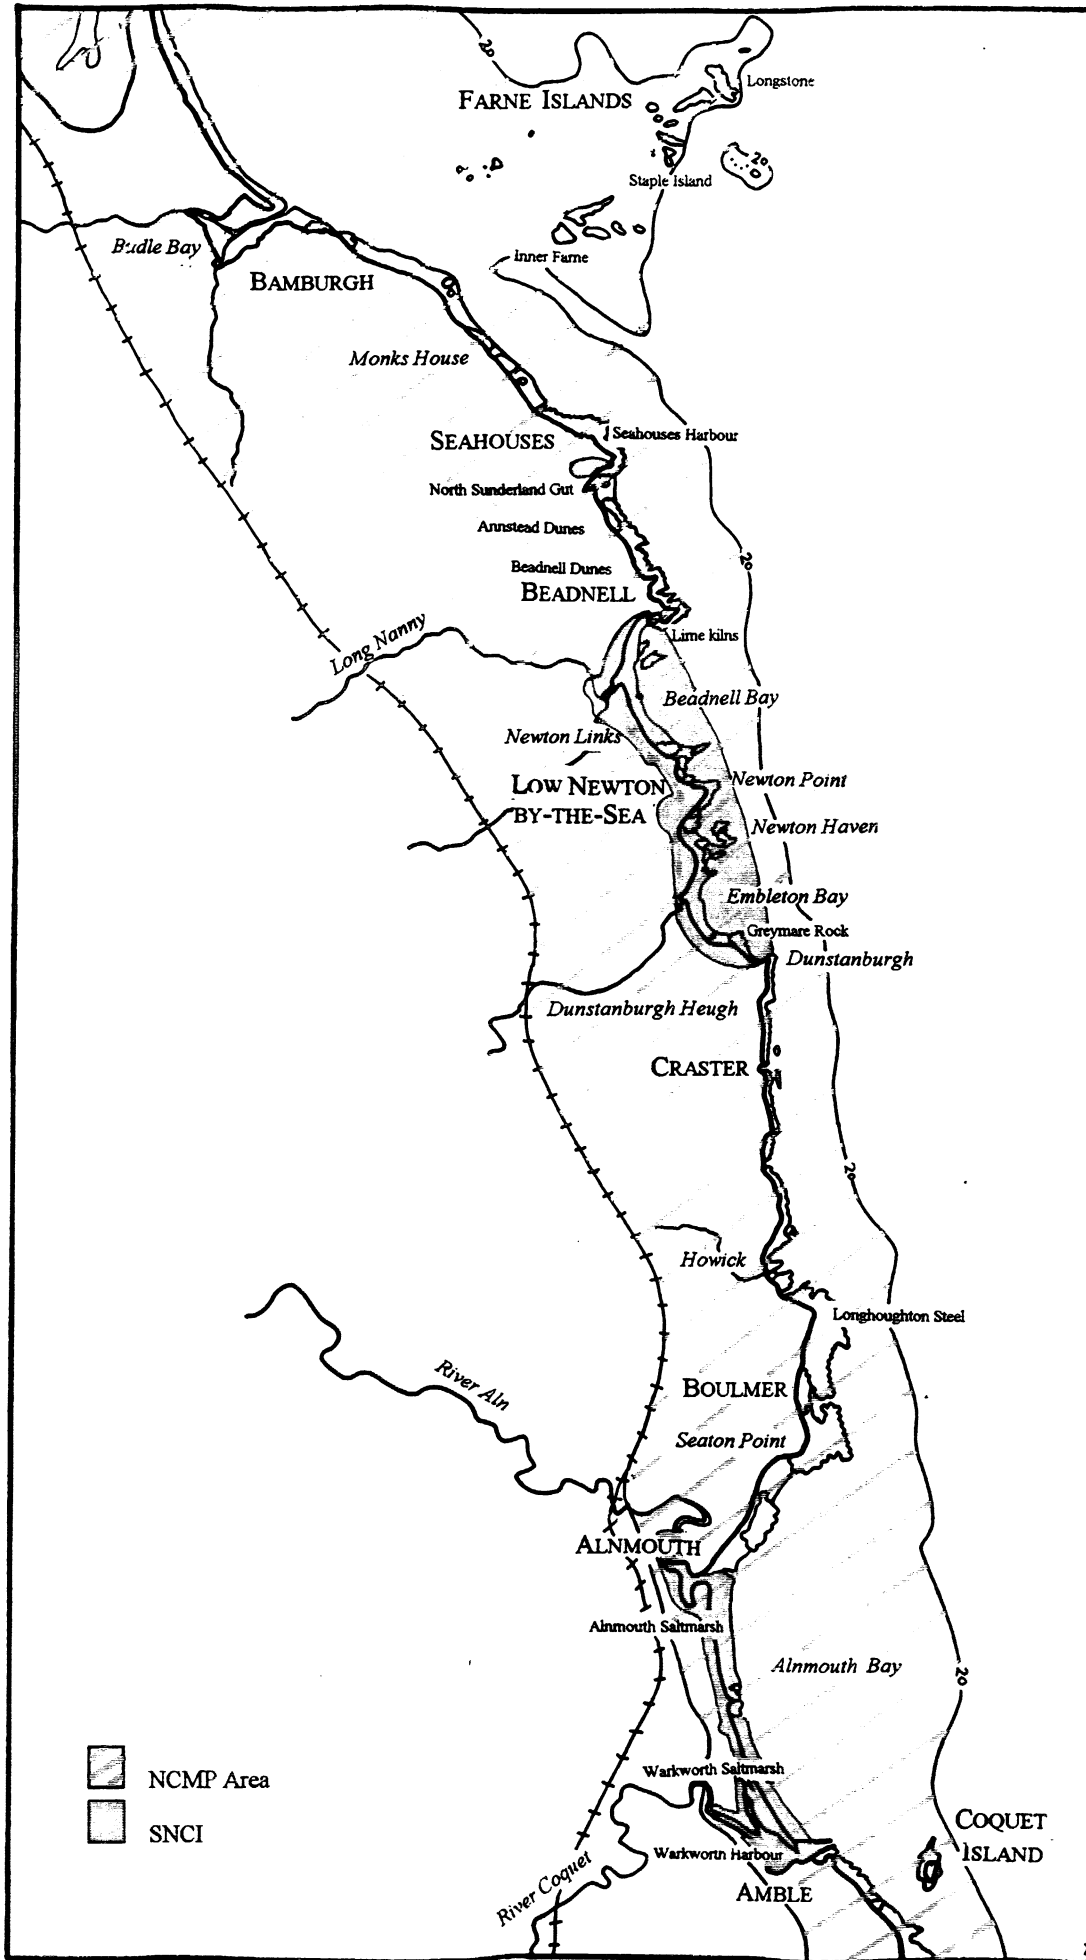 20
Longstone
FARNE ISLANDS
20
Staple Island
Budle Bay
Inner Farne
BAMBURGH
Monks House
SEAHOUSES
Seahouses Harbour
North Sunderland Gut
Annstead Dunes
20
Beadnell Dunes
BEADNELL
Long Nanny
Lime kilns
Beadnell Bay
Newton Links
LOW NEWTON
BY-THE-SEA
Newton Point
Newton Haven
Embleton Bay
Greymare Rock
Dunstanburgh
Dunstanburgh Heugh
CRASTER
20
Howick
Longhoughton Steel
River Aln
BOULMER
Seaton Point
ALNMOUTH
Alnmouth Saltmarsh
Alnmouth Bay
20
NCMP Area
SNCI
Warkworth Saltmarsh
COQUET
ISLAND
Warkworth Harbour
AMBLE
River Coquet